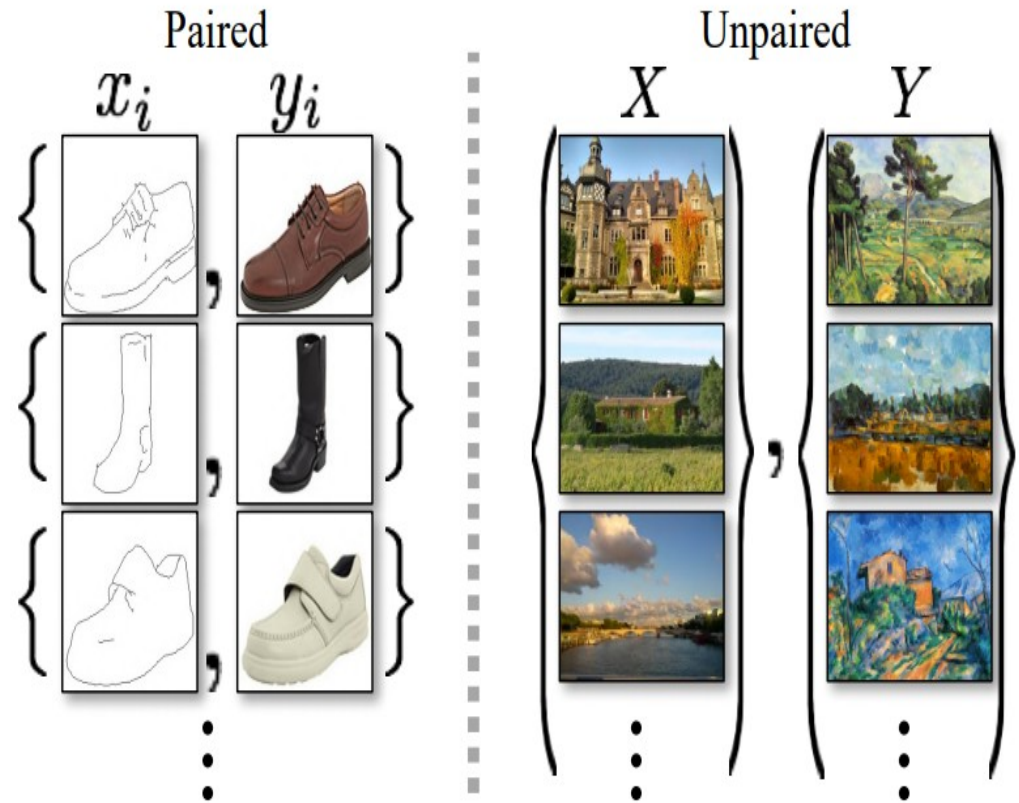 Paired
x_i y_i
{ , }
{ , }
{ , }
⋮
Unpaired
X Y
{ , }
⋮ ⋮